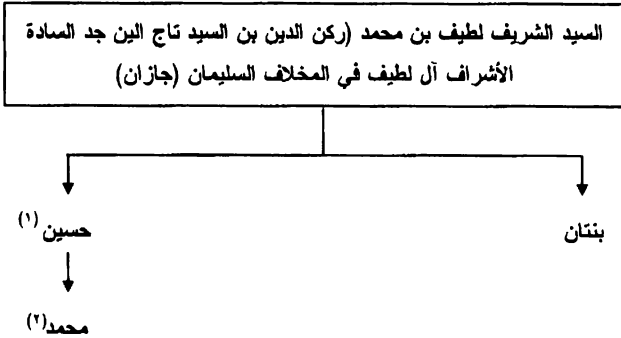 السيد الشريف لطيف بن محمد (ركن الدين بن السيد تاج الين جد السادة
الأشراف آل لطيف في المخلاف السليمان (جازان)
بنتان
حسين (١)
محمد(٢)